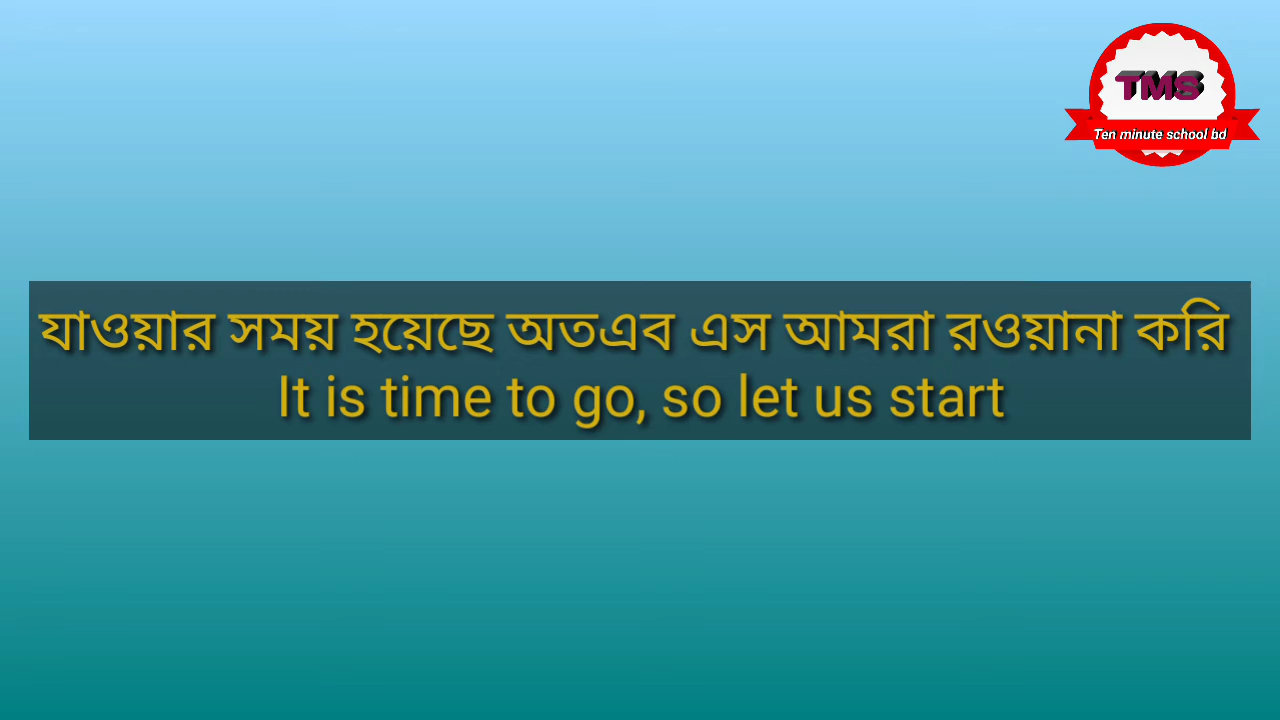 TMS
Ten minute school bd
যাওয়ার সময় হয়েছে অতএব এস আমরা রওয়ানা করি
It is time to go, so let us start